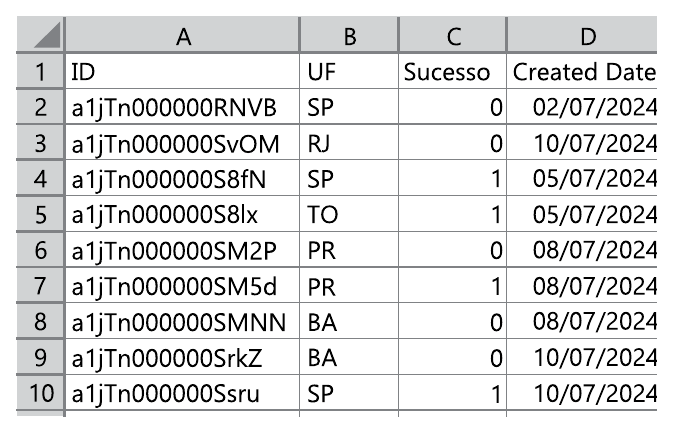 A B C D
1 ID UF Sucesso Created Date
2 a1jTn000000RNVB SP 0 02/07/2024
3 a1jTn000000SvOM RJ 0 10/07/2024
4 a1jTn000000S8fN SP 1 05/07/2024
5 a1jTn000000S8lx TO 1 05/07/2024
6 a1jTn000000SM2P PR 0 08/07/2024
7 a1jTn000000SM5d PR 1 08/07/2024
8 a1jTn000000SMNN BA 0 08/07/2024
9 a1jTn000000SrkZ BA 0 10/07/2024
10 a1jTn000000Ssru SP 1 10/07/2024